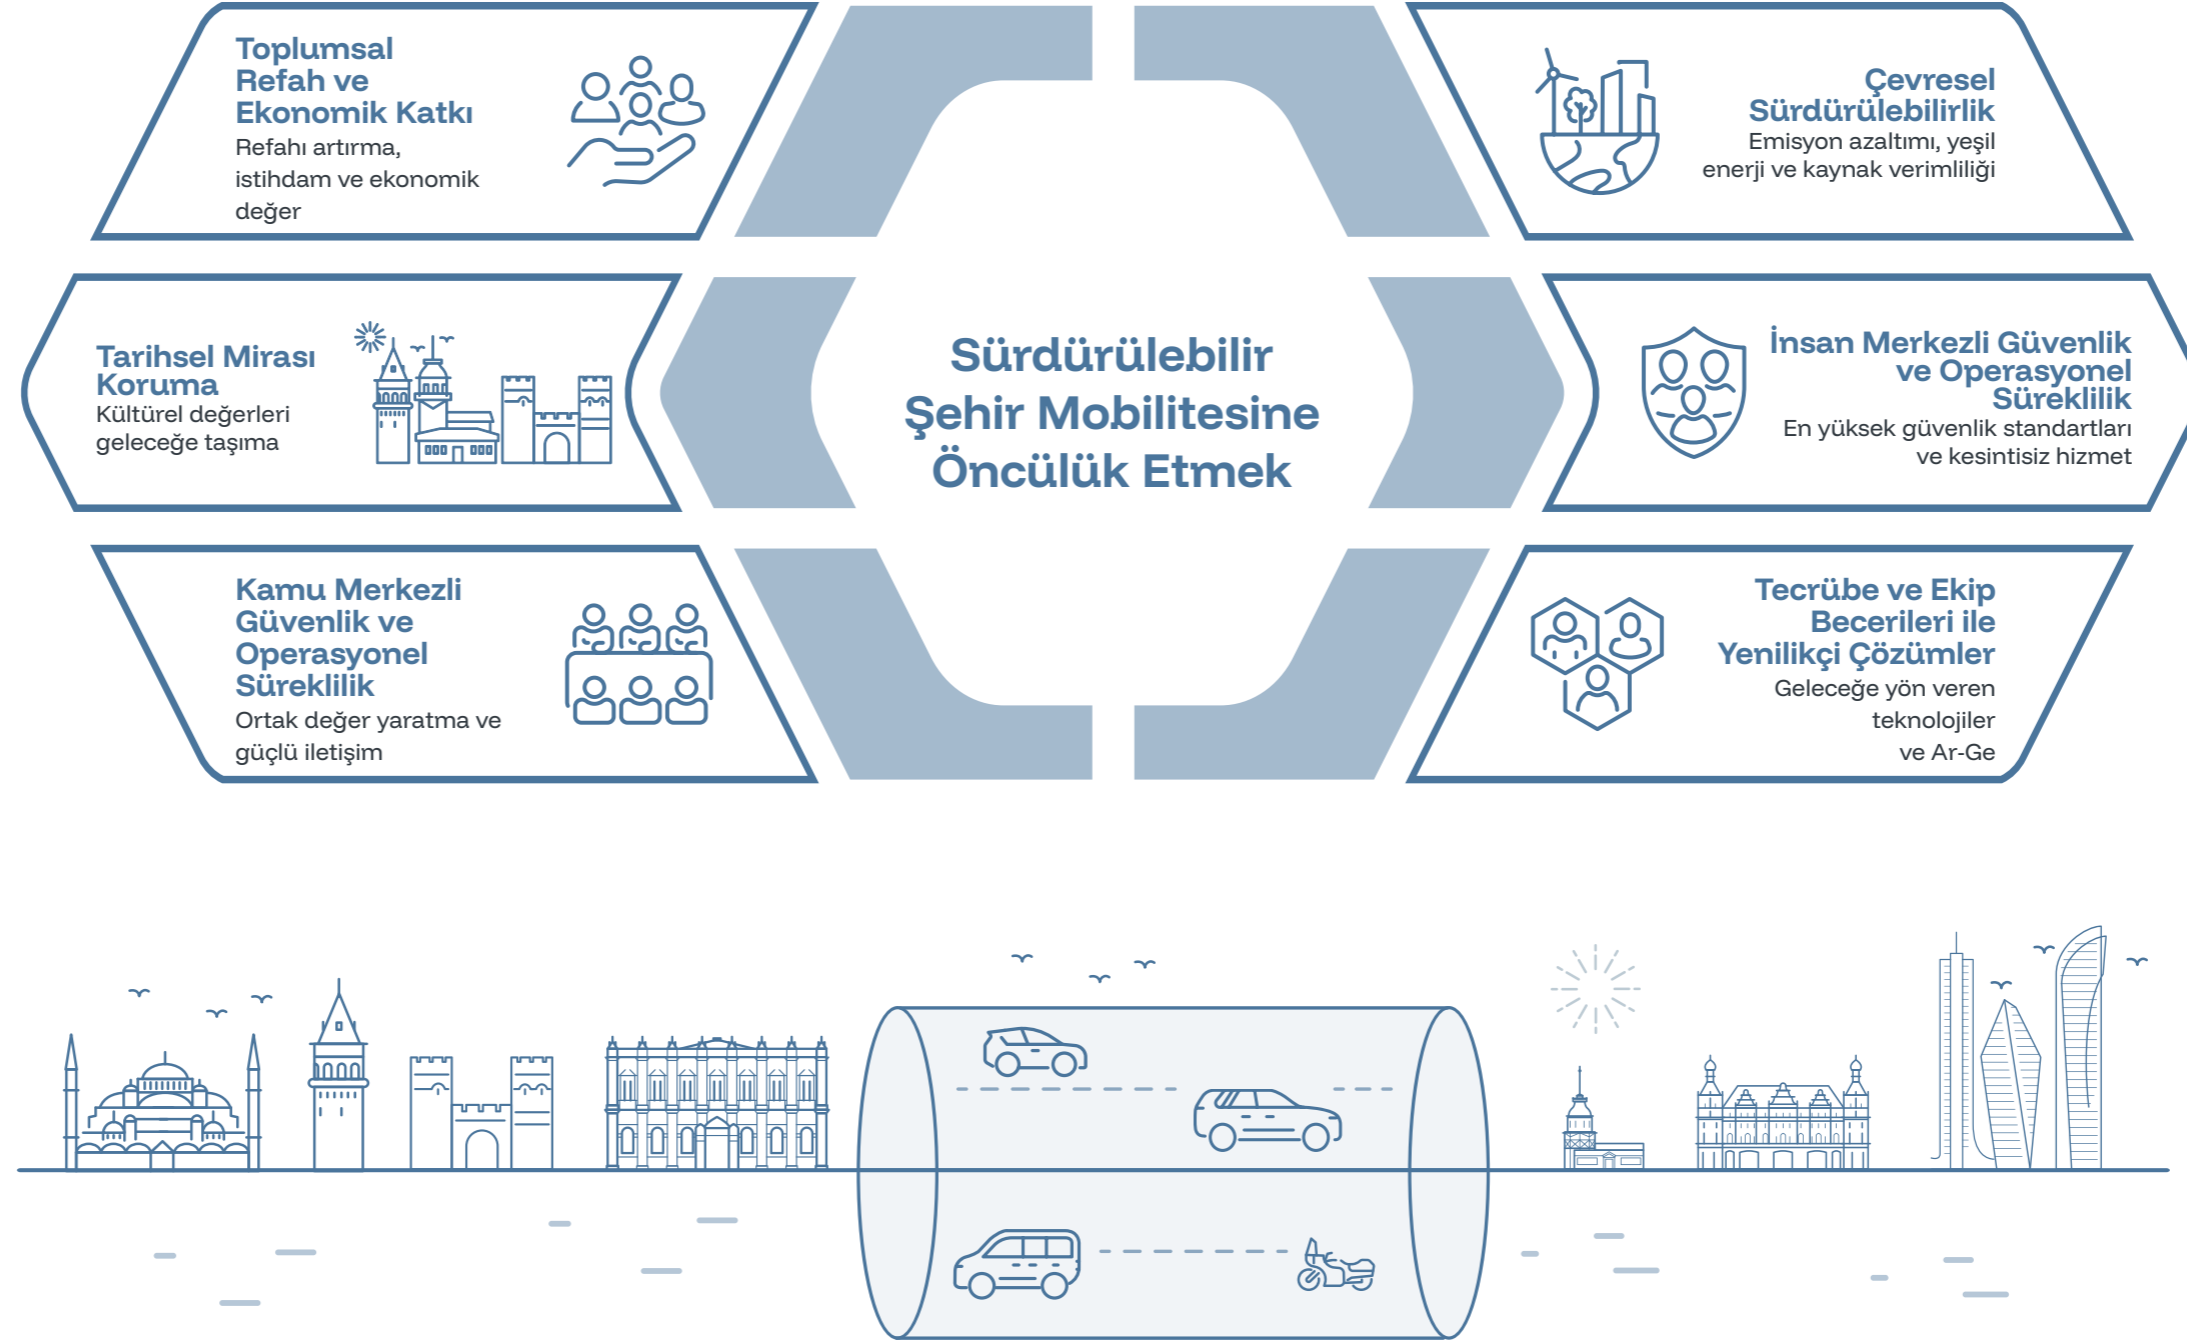 Toplumsal
Refah ve
Ekonomik Katkı
Refahı artırma,
istihdam ve ekonomik
değer
Çevresel
Sürdürülebilirlik
Emisyon azaltımı, yeşil
enerji ve kaynak verimliliği
Tarihsel Mirası
Koruma
Kültürel değerleri
geleceğe taşıma
Sürdürülebilir
Şehir Mobilitesine
Öncülük Etmek
İnsan Merkezli Güvenlik
ve Operasyonel
Süreklilik
En yüksek güvenlik standartları
ve kesintisiz hizmet
Kamu Merkezli
Güvenlik ve
Operasyonel
Süreklilik
Ortak değer yaratma ve
güçlü iletişim
Tecrübe ve Ekip
Becerileri ile
Yenilikçi Çözümler
Geleceğe yön veren
teknolojiler
ve Ar-Ge